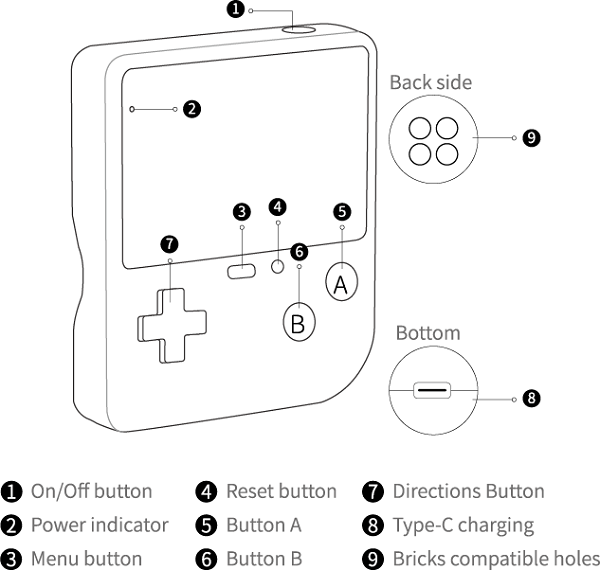 1
2
Back side
9
3
4
5
7
6
A
B
Bottom
8
1 On/Off button
4 Reset button
7 Directions Button
2 Power indicator
5 Button A
8 Type-C charging
3 Menu button
6 Button B
9 Bricks compatible holes